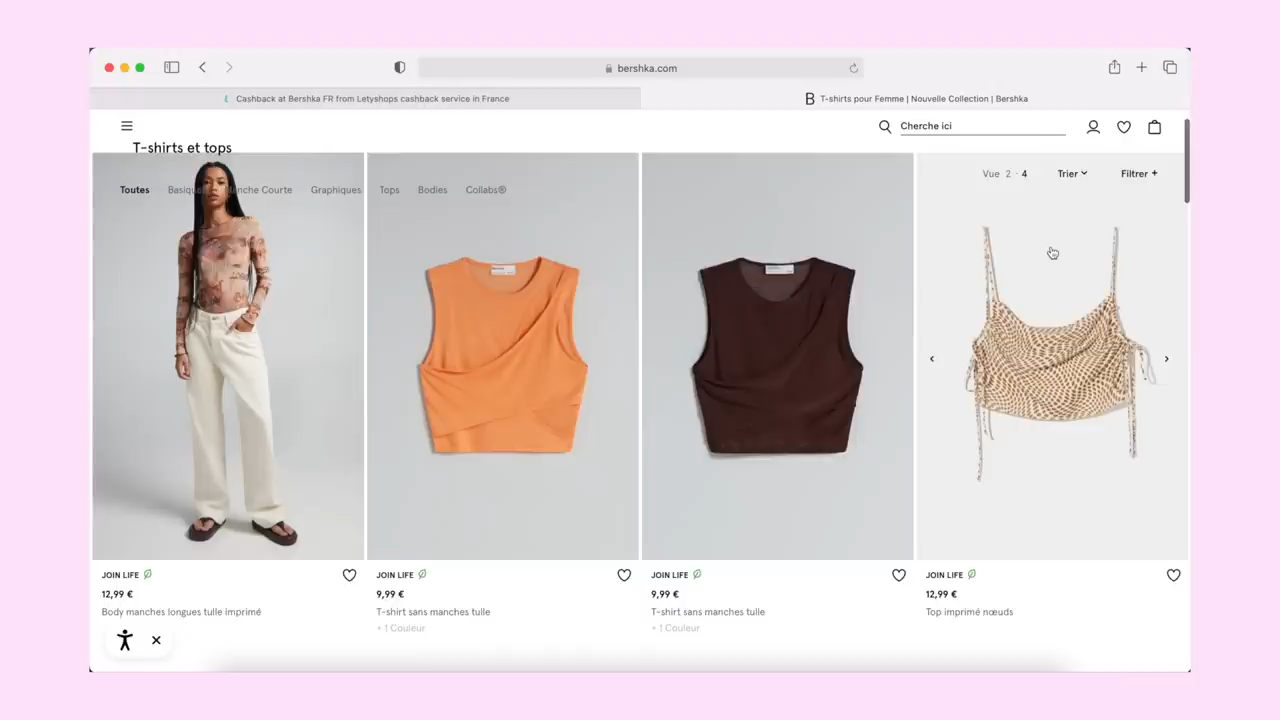 bershka.com
Cashback at Bershka FR from Letyshops cashback service in France
B T-shirts pour Femme | Nouvelle Collection | Bershka
Cherche ici
T-shirts et tops
Toutes Graphiques Tops Bodies Collabs®
Vue 2 · 4 Trier Filtrer +
JOIN LIFE
12,99 €
Body manches longues tulle imprimé
JOIN LIFE
9,99 €
T-shirt sans manches tulle
+ 1 Couleur
JOIN LIFE
9,99 €
T-shirt sans manches tulle
+ 1 Couleur
JOIN LIFE
12,99 €
Top imprimé nœuds